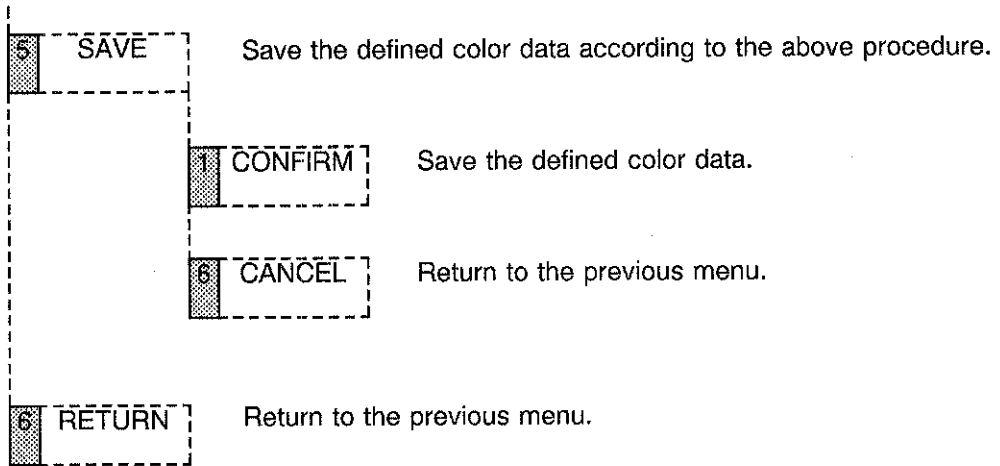 5 SAVE Save the defined color data according to the above procedure.
1 CONFIRM Save the defined color data.
6 CANCEL Return to the previous menu.
6 RETURN Return to the previous menu.